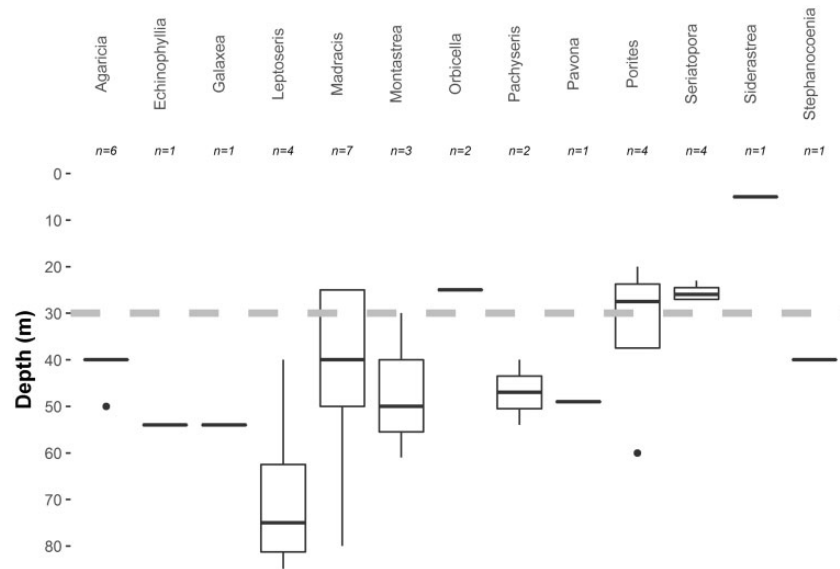 Agaricia
Echinophyllia
Galaxea
Leptoseris
Madracis
Montastrea
Orbicella
Pachyseris
Pavona
Porites
Seriatopora
Siderastrea
Stephanocoenia
n=6 n=1 n=1 n=4 n=7 n=3 n=2 n=2 n=1 n=4 n=4 n=1 n=1
Depth (m)
0
10
20
30
40
50
60
70
80